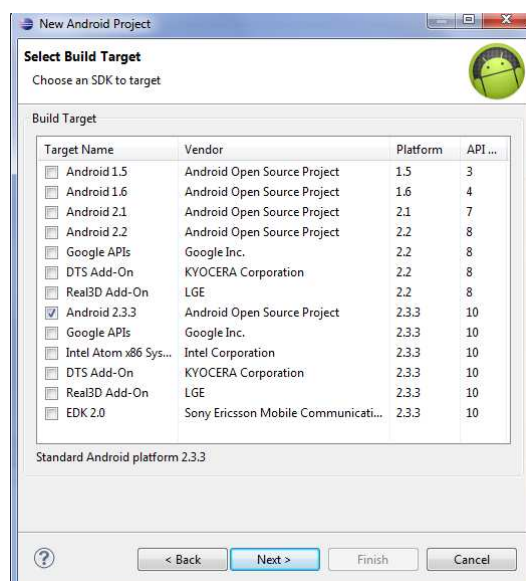 New Android Project
Select Build Target
Choose an SDK to target
Build Target
Target Name Vendor Platform API ...
Android 1.5 Android Open Source Project 1.5 3
Android 1.6 Android Open Source Project 1.6 4
Android 2.1 Android Open Source Project 2.1 7
Android 2.2 Android Open Source Project 2.2 8
Google APIs Google Inc. 2.2 8
DTS Add-On KYOCERA Corporation 2.2 8
Real3D Add-On LGE 2.2 8
Android 2.3.3 Android Open Source Project 2.3.3 10
Google APIs Google Inc. 2.3.3 10
Intel Atom x86 Sys... Intel Corporation 2.3.3 10
DTS Add-On KYOCERA Corporation 2.3.3 10
Real3D Add-On LGE 2.3.3 10
EDK 2.0 Sony Ericsson Mobile Communicati... 2.3.3 10
Standard Android platform 2.3.3
? < Back Next > Finish Cancel